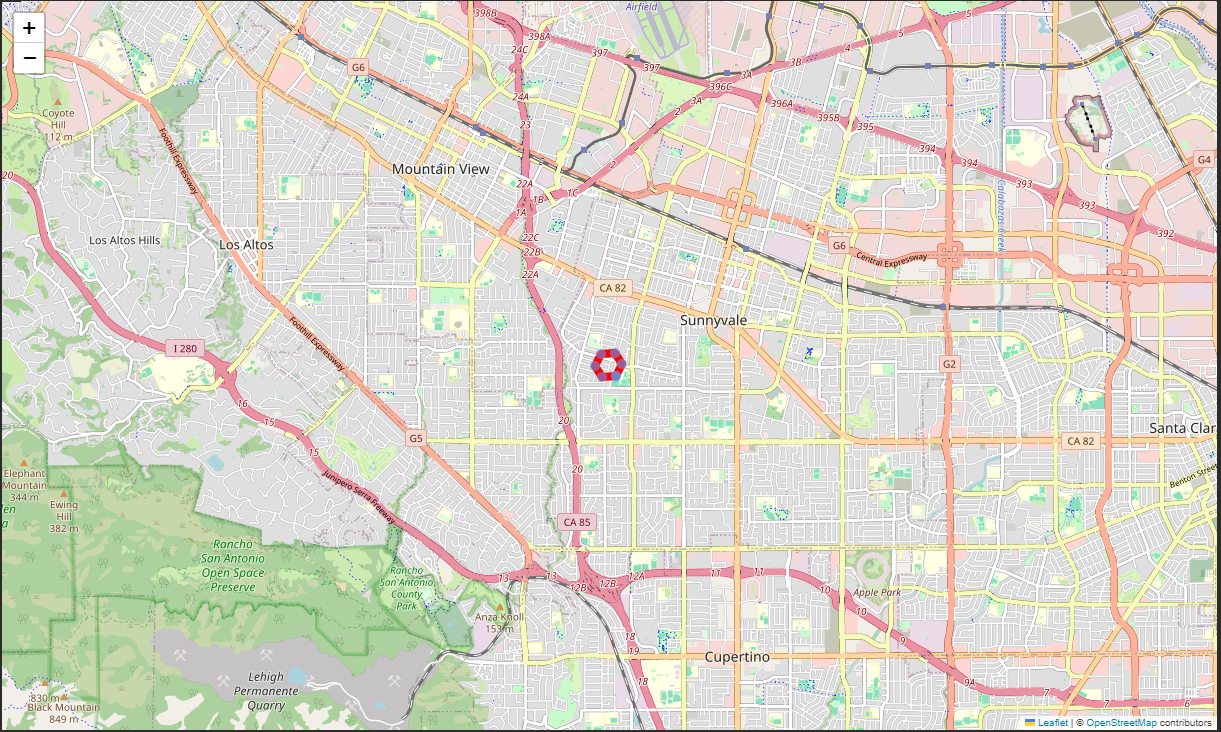 +
−
398B
Airfield
5
24C
398A
397
4
5
G6
397
3A
3B
396C
24A
3A
396A
Coyote
Hill
112 m
23
2
395B
395
Foothill Expressway
394
394
G4
2
Mountain View
20
22A
1B
1C
393
Calabazas Creek
393
1A
392
Los Altos Hills
Los Altos
22C
22B
G6
Central Expressway
22A
CA 82
Sunnyvale
Foothill Expressway
I 280
G2
16
15
20
Santa Clar
G5
CA 82
15
20
Elephant
Mountain
344 m
Junipero Serra Freeway
Benton Street
Ewing
Hill
382 m
en
a
CA 85
Rancho
San Antonio
Open Space
Preserve
Rancho
San Antonio
County
Park
13
13
12B
12B
12A
11
11
10
Apple Park
10
Anza Knoll
153 m
18
19
9
Cupertino
18
Lehigh
Permanente
Quarry
9A
7
7
6
830 m
Black Mountain
849 m
Leaflet | © OpenStreetMap contributors